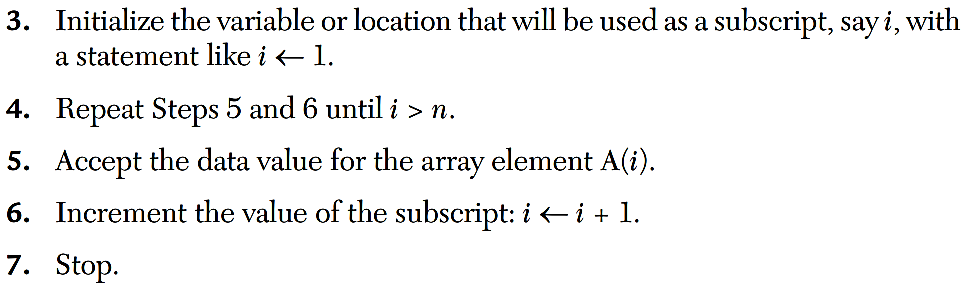 3. Initialize the variable or location that will be used as a subscript, say i, with
a statement like i ← 1.
4. Repeat Steps 5 and 6 until i > n.
5. Accept the data value for the array element A(i).
6. Increment the value of the subscript: i ← i + 1.
7. Stop.